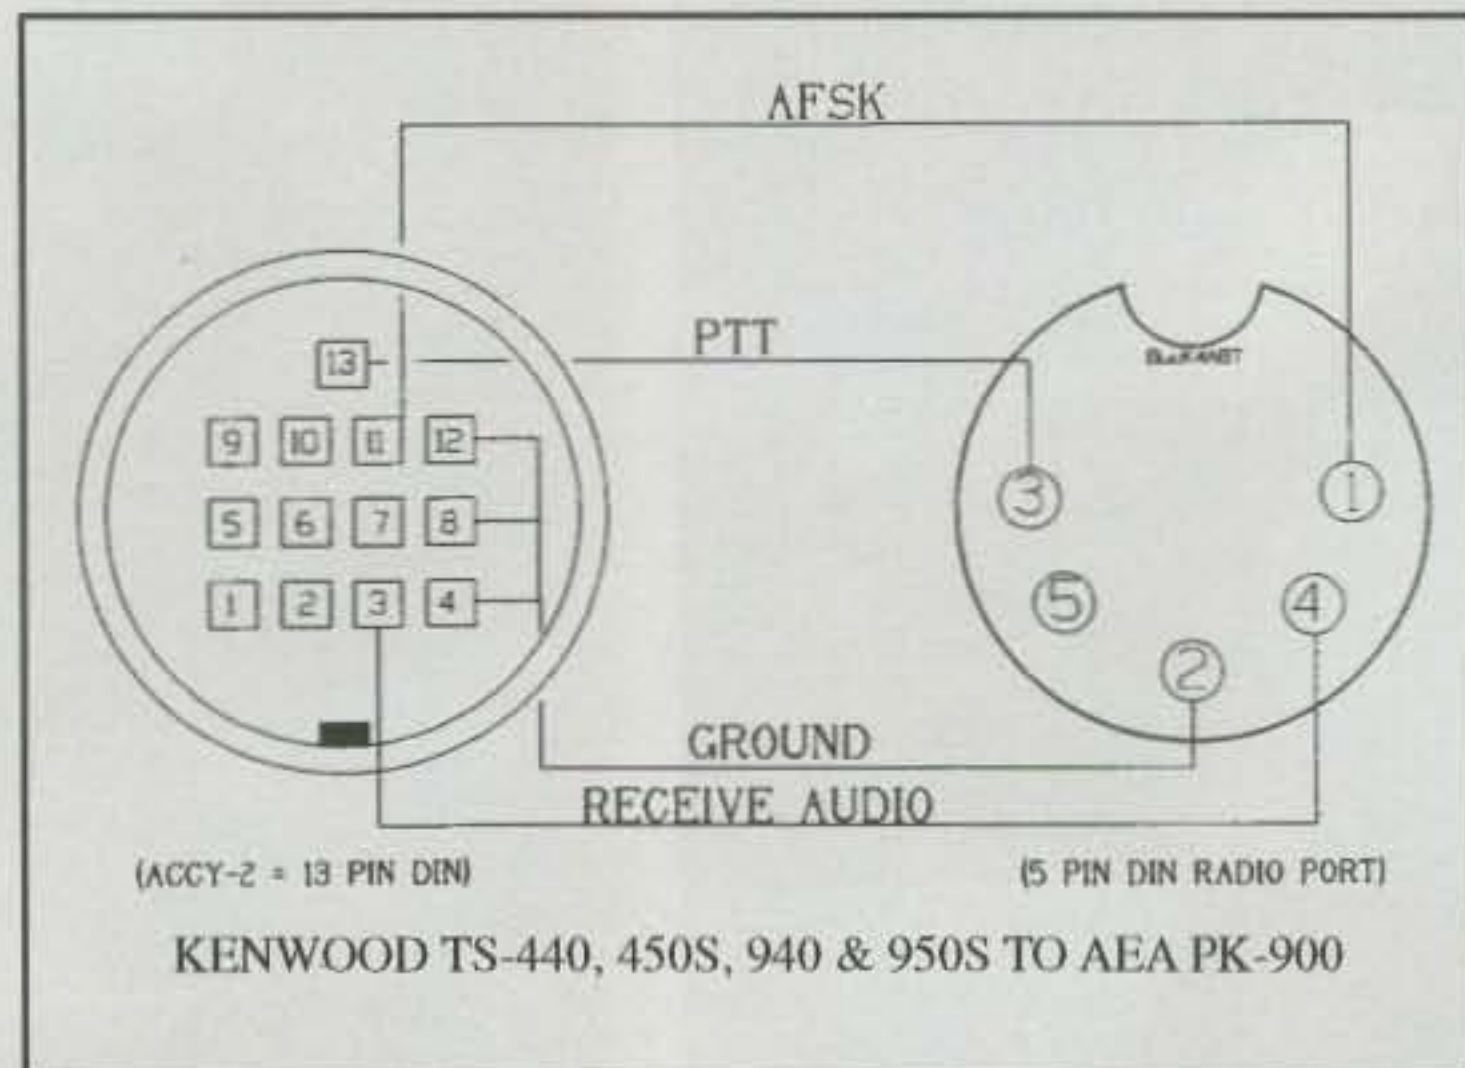 AFSK
PTT
13
9 10 11 12
5 6 7 8
1 2 3 4
3 1
5 4
2
GROUND
RECEIVE AUDIO
(ACCY-2 = 13 PIN DIN) (5 PIN DIN RADIO PORT)
KENWOOD TS-440, 450S, 940 & 950S TO AEA PK-900